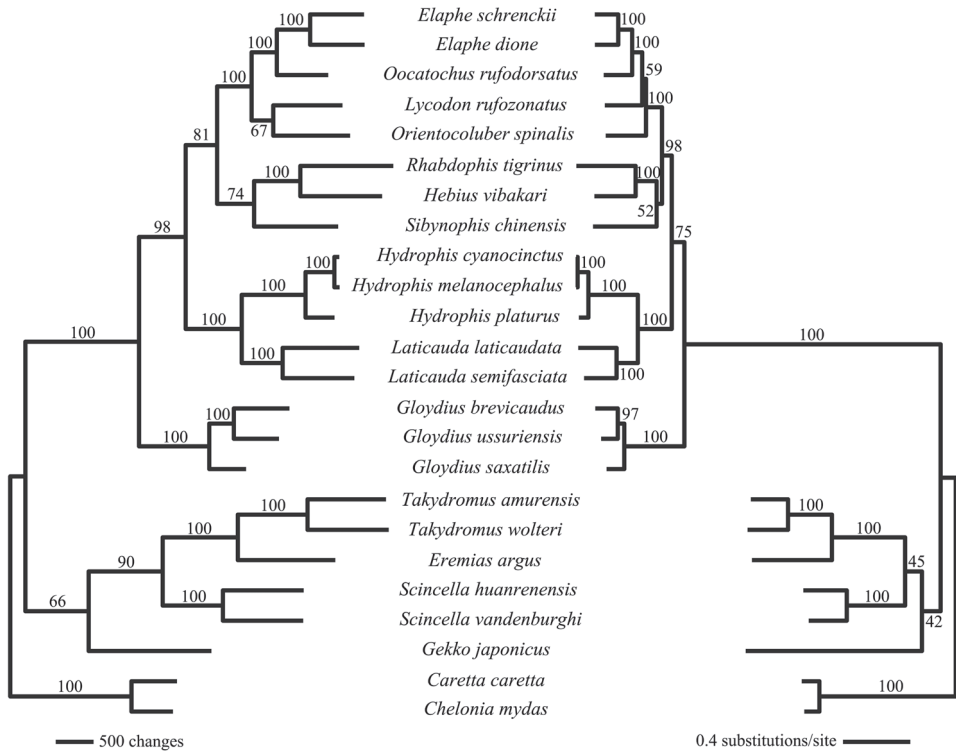 100 Elaphe schrenckii 100
100 Elaphe dione 100
100 Oocatochus rufodorsatus 59
Lycodon rufozonatus 100
81 67 Orientocoluber spinalis 98
100 Rhabdophis tigrinus 100
74 Hebius vibakari 52
Sibynophis chinensis
98 75
100 Hydrophis cyanocinctus 100
100 Hydrophis melanocephalus 100
100 Hydrophis platurus 100
100 100
100 Laticauda laticaudata
Laticauda semifasciata 100
100 Gloydius brevicaudus 97
100 Gloydius ussuriensis 100
Gloydius saxatilis
100 Takydromus amurensis 100
100 Takydromus wolteri 100
90 Eremias argus 45
66 100 Scincella huanrenensis 100
Scincella vandenburghi 42
Gekko japonicus
100 Caretta caretta 100
Chelonia mydas
500 changes 0.4 substitutions/site